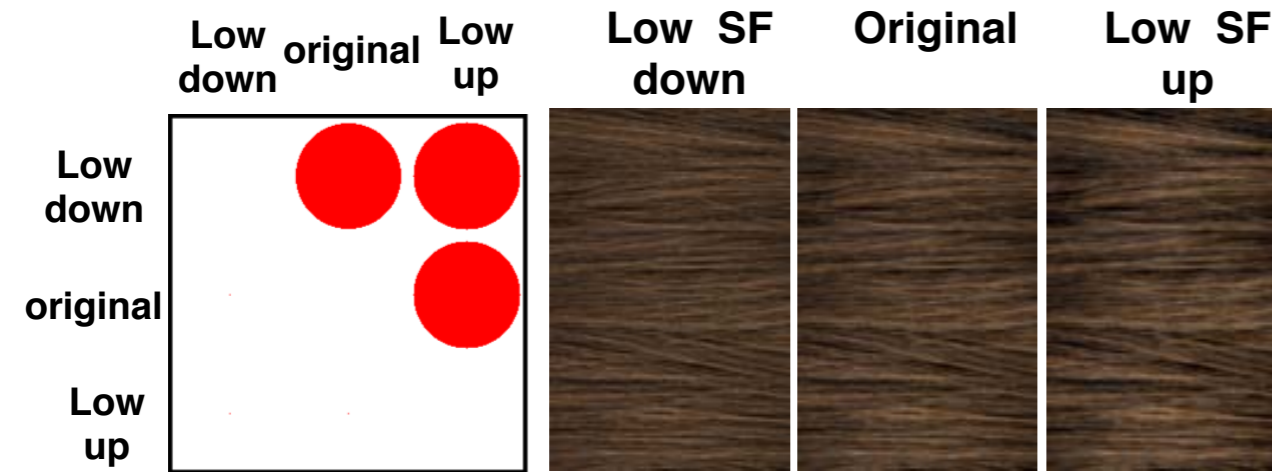 Low down
original
Low up
Low SF down
Original
Low SF up
Low down
original
Low up